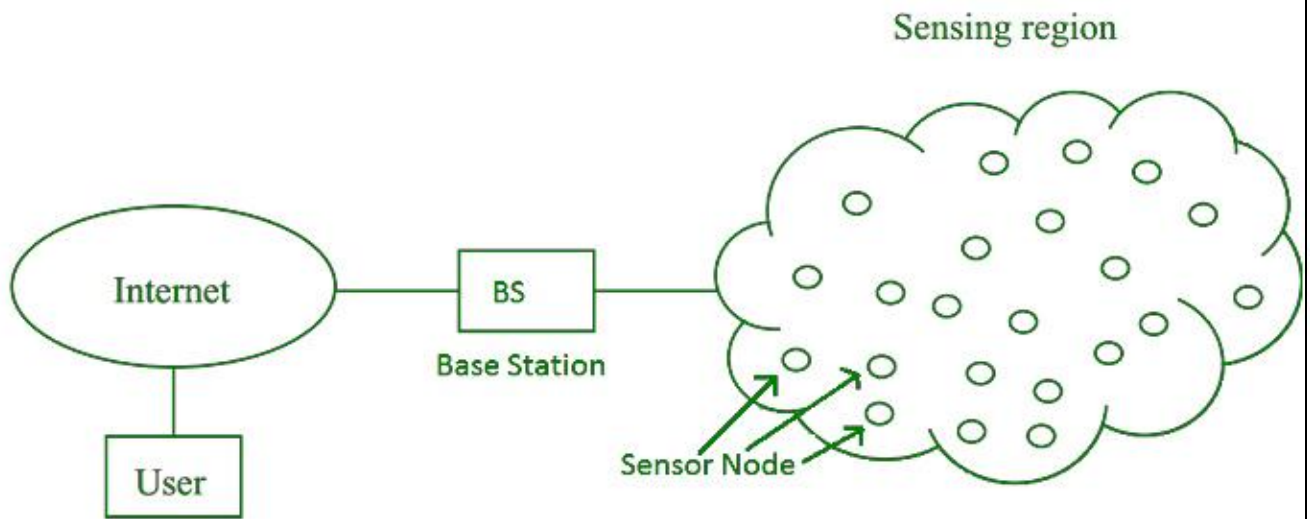 Sensing region
Internet
BS
Base Station
Sensor Node
User